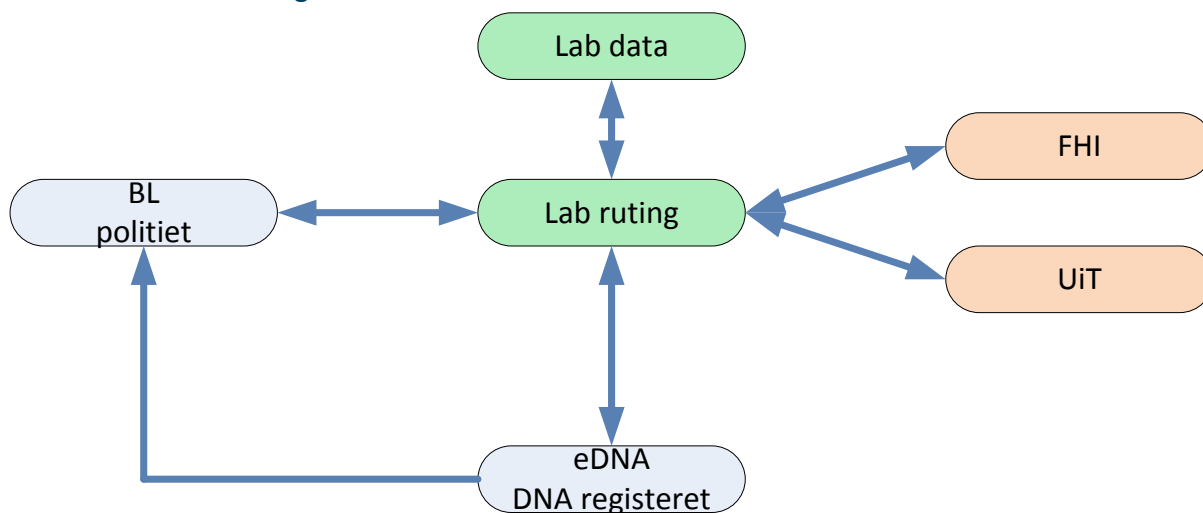 Lab data
FHI
BL
politiet
Lab ruting
UiT
eDNA
DNA registeret